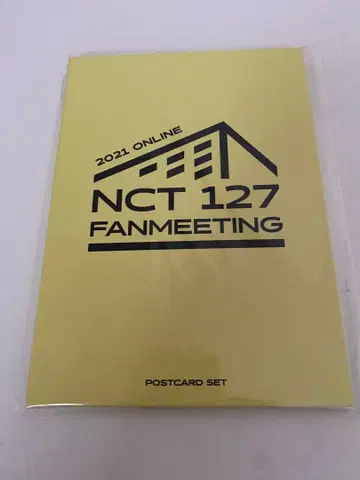 2021 ONLINE
NCT 127
FANMEETING
POSTCARD SET